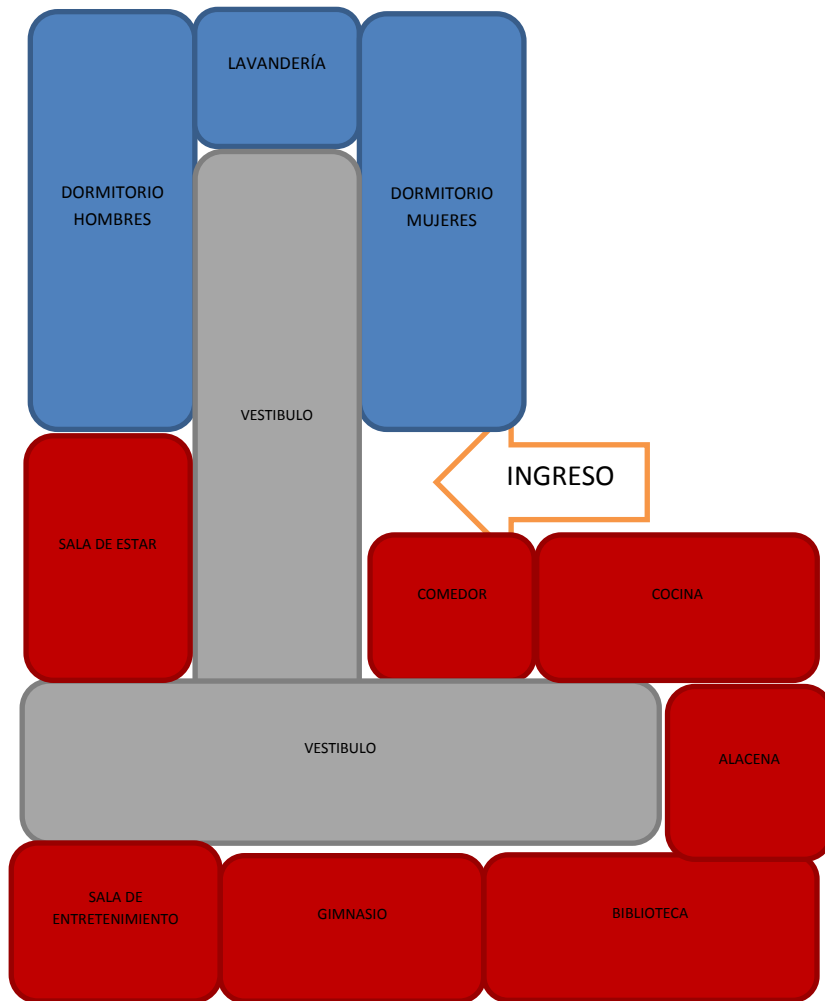 LAVANDERÍA
DORMITORIO
HOMBRES
DORMITORIO
MUJERES
VESTIBULO
INGRESO
SALA DE ESTAR
COMEDOR
COCINA
VESTIBULO
ALACENA
SALA DE
ENTRETENIMIENTO
GIMNASIO
BIBLIOTECA